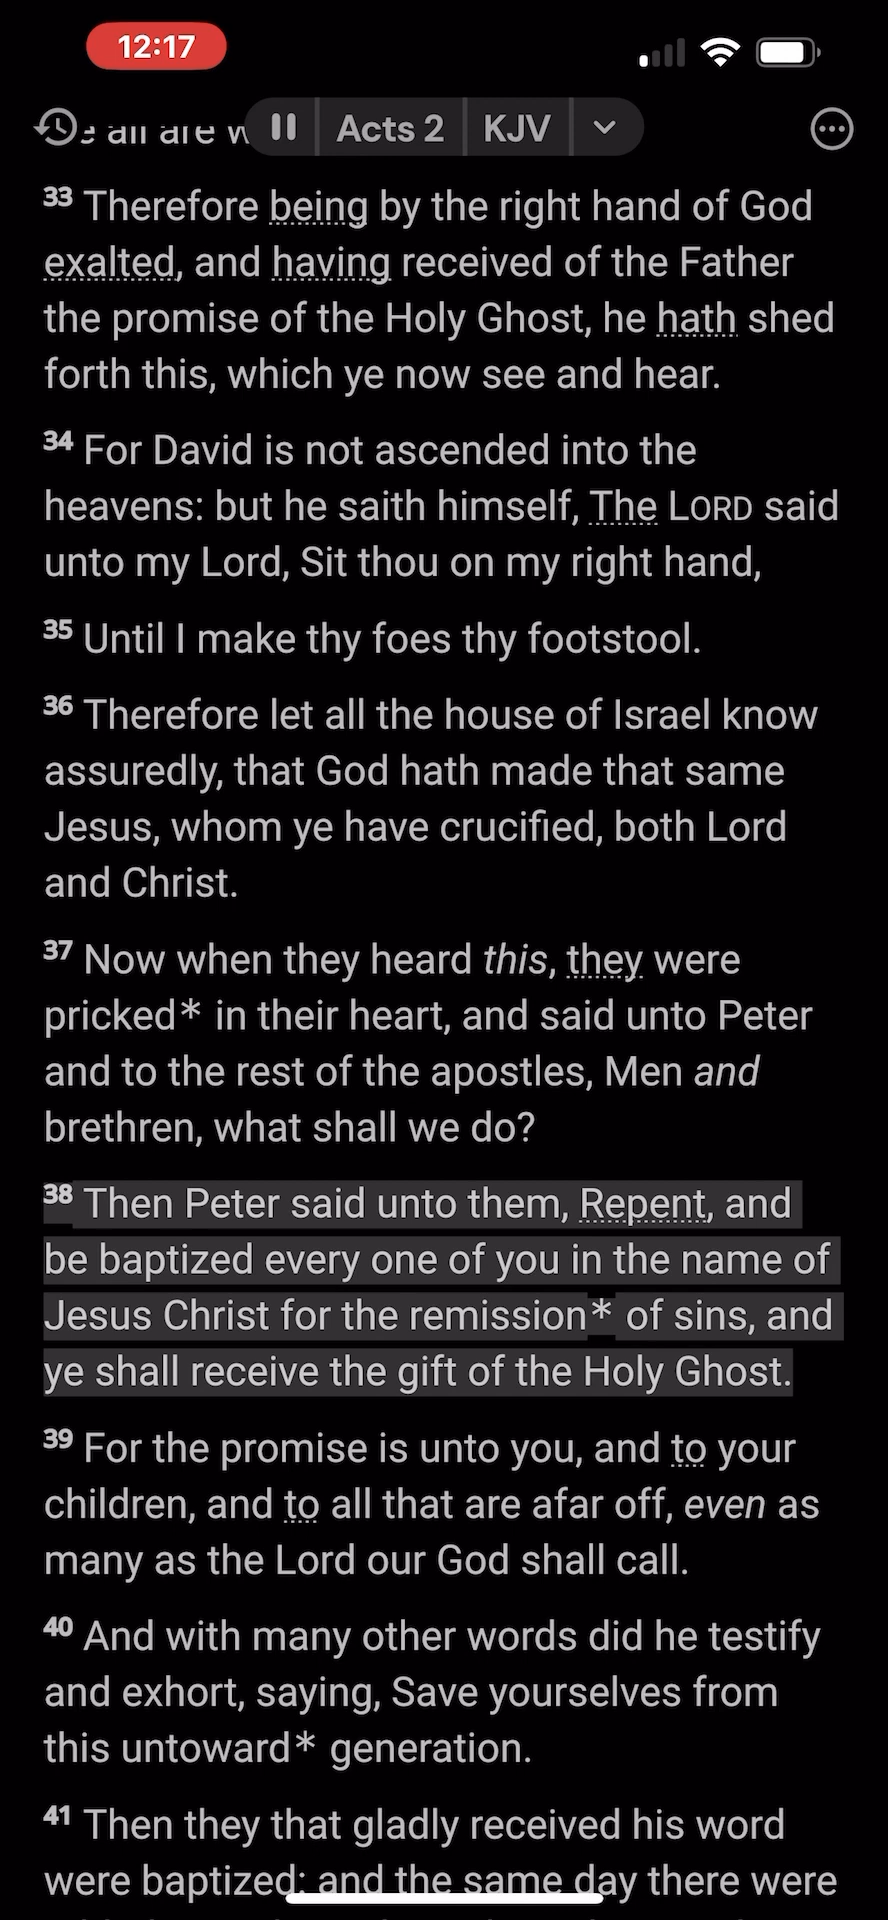 12:17
all are
Acts 2 KJV
33 Therefore being by the right hand of God
exalted, and having received of the Father
the promise of the Holy Ghost, he hath shed
forth this, which ye now see and hear.
34 For David is not ascended into the
heavens: but he saith himself, The LORD said
unto my Lord, Sit thou on my right hand,
35 Until I make thy foes thy footstool.
36 Therefore let all the house of Israel know
assuredly, that God hath made that same
Jesus, whom ye have crucified, both Lord
and Christ.
37 Now when they heard this, they were
pricked* in their heart, and said unto Peter
and to the rest of the apostles, Men and
brethren, what shall we do?
38 Then Peter said unto them, Repent, and
be baptized every one of you in the name of
Jesus Christ for the remission* of sins, and
ye shall receive the gift of the Holy Ghost.
39 For the promise is unto you, and to your
children, and to all that are afar off, even as
many as the Lord our God shall call.
40 And with many other words did he testify
and exhort, saying, Save yourselves from
this untoward* generation.
41 Then they that gladly received his word
were baptized: and the same day there were